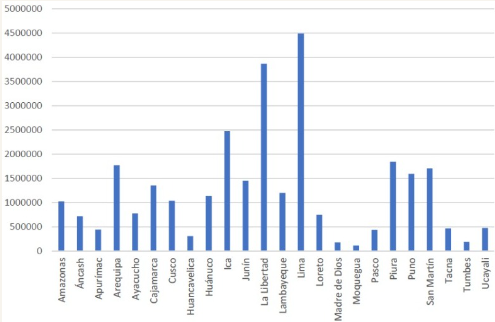 5000000
4500000
4000000
3500000
3000000
2500000
2000000
1500000
1000000
500000
0
Amazonas
Áncash
Apurímac
Arequipa
Ayacucho
Cajamarca
Cusco
Huancavelica
Huánuco
Ica
Junín
La Libertad
Lambayeque
Lima
Loreto
Madre de Dios
Moquegua
Pasco
Piura
Puno
San Martín
Tacna
Tumbes
Ucayali